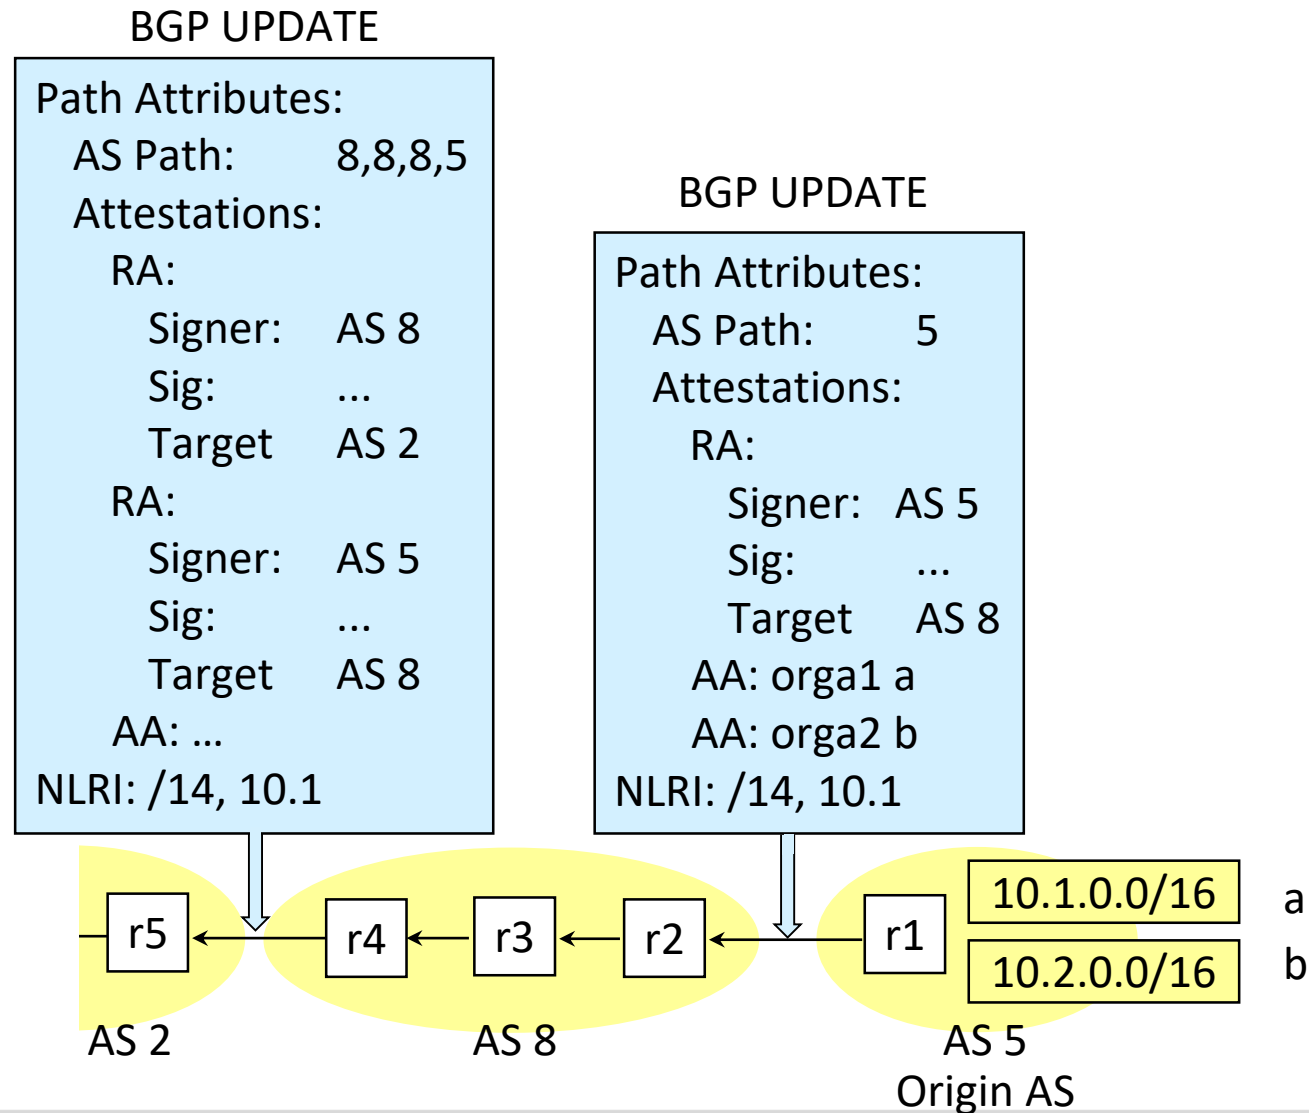 BGP UPDATE
Path Attributes:
AS Path: 8,8,8,5
Attestations:
RA:
Signer: AS 8
Sig: ...
Target AS 2
RA:
Signer: AS 5
Sig: ...
Target AS 8
AA: ...
NLRI: /14, 10.1
BGP UPDATE
Path Attributes:
AS Path: 5
Attestations:
RA:
Signer: AS 5
Sig: ...
Target AS 8
AA: orga1 a
AA: orga2 b
NLRI: /14, 10.1
r5
r4
r3
r2
r1
10.1.0.0/16 a
10.2.0.0/16 b
AS 2
AS 8
AS 5
Origin AS